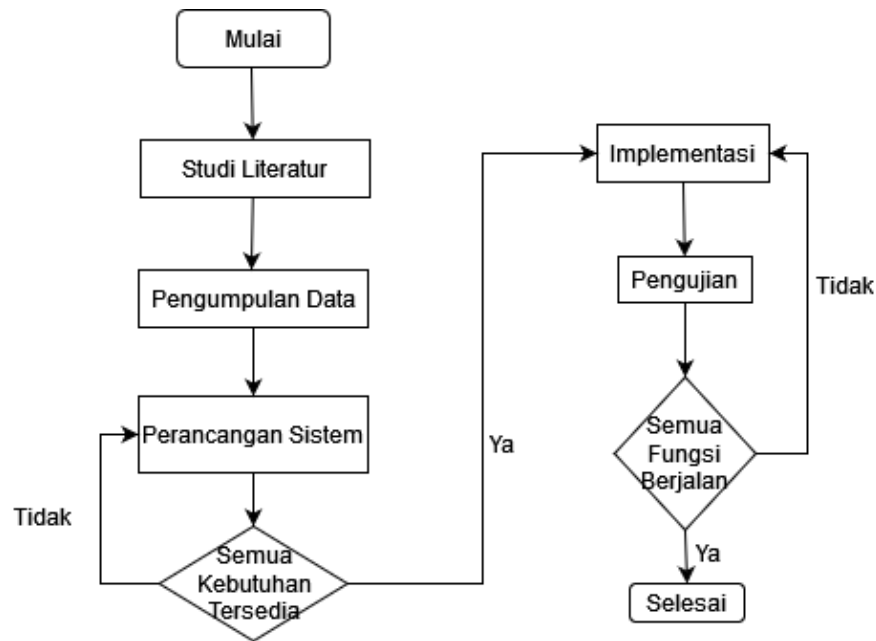 Mulai
Studi Literatur
Pengumpulan Data
Perancangan Sistem
Tidak
Semua
Kebutuhan
Tersedia
Ya
Implementasi
Pengujian
Tidak
Semua
Fungsi
Berjalan
Ya
Selesai